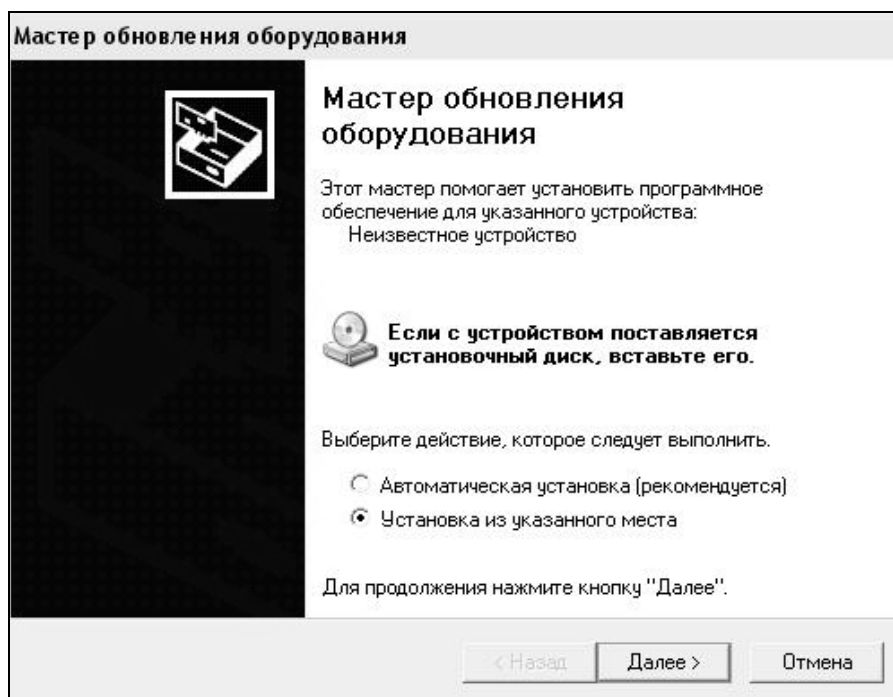 Мастер обновления оборудования
Мастер обновления
оборудования
Этот мастер помогает установить программное
обеспечение для указанного устройства:
Неизвестное устройство
Если с устройством поставляется
установочный диск, вставьте его.
Выберите действие, которое следует выполнить.
Автоматическая установка (рекомендуется)
Установка из указанного места
Для продолжения нажмите кнопку "Далее".
< Назад Далее > Отмена